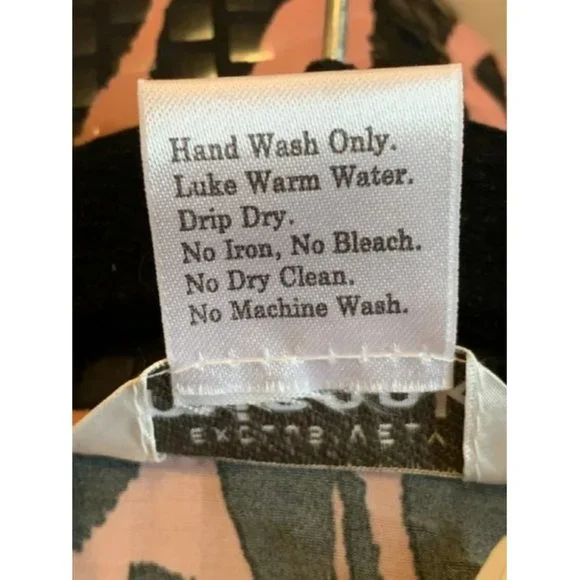 Hand Wash Only.
Luke Warm Water.
Drip Dry.
No Iron, No Bleach.
No Dry Clean.
No Machine Wash.